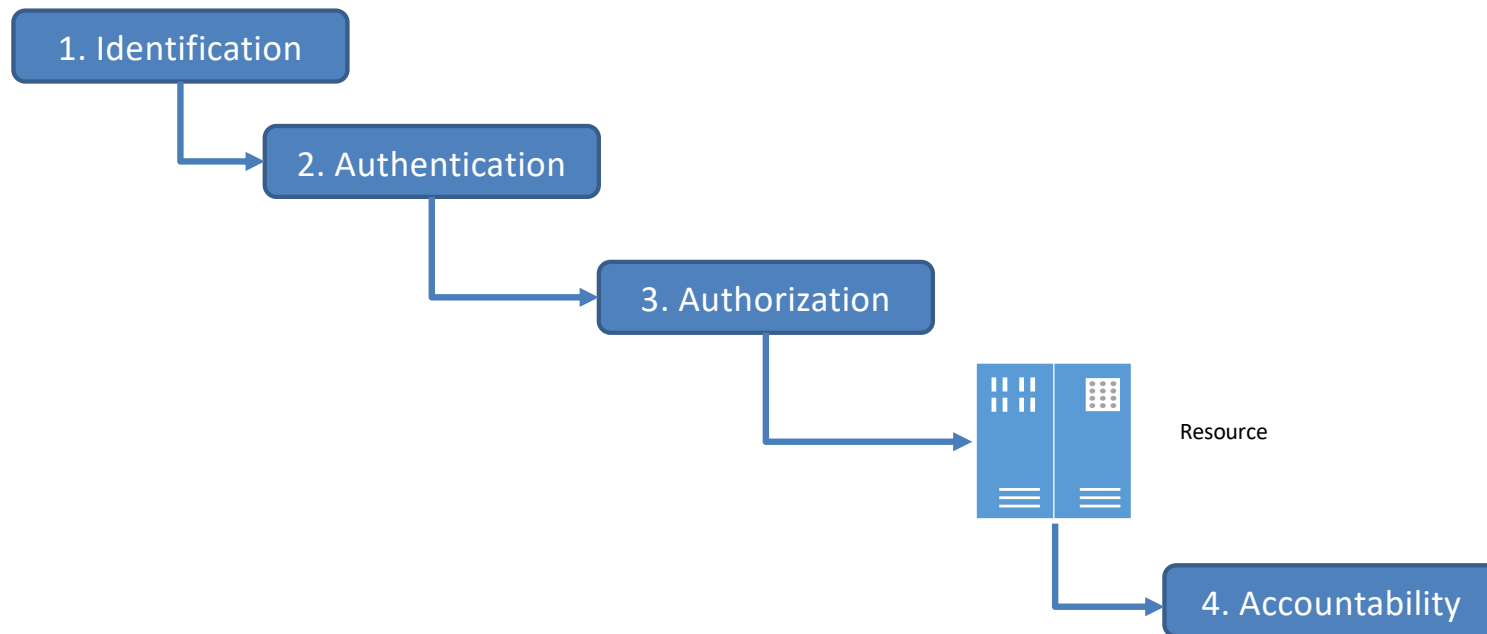 1. Identification
2. Authentication
3. Authorization
Resource
4. Accountability